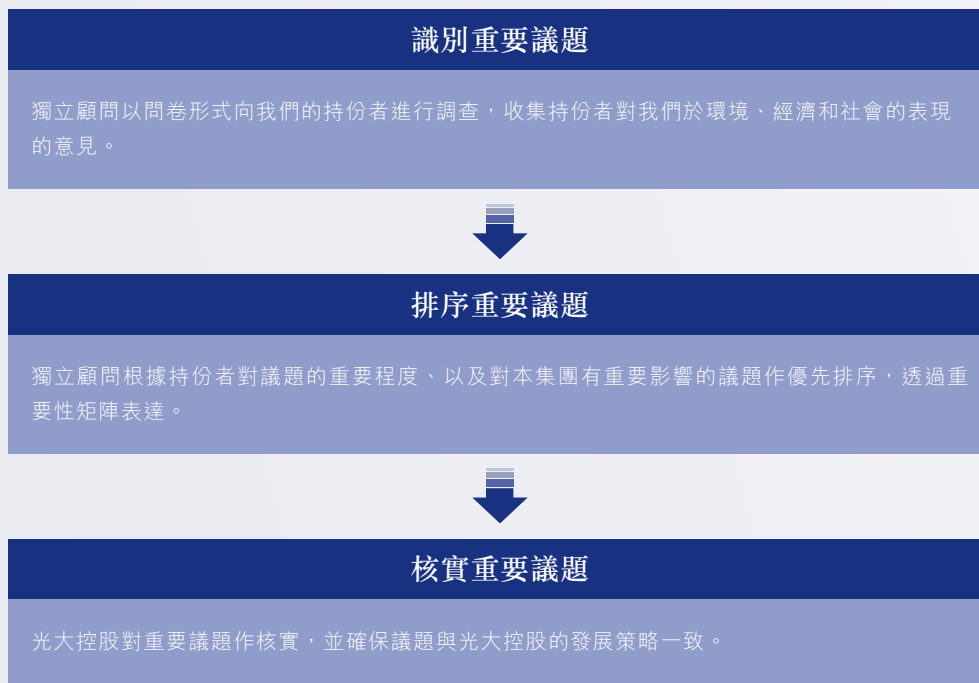 識別重要議題
獨立顧問以問卷形式向我們的持份者進行調查，收集持份者對我們於環境、經濟和社會的表現
的意見。
排序重要議題
獨立顧問根據持份者對議題的重要程度、以及對本集團有重要影響的議題作優先排序，透過重
要性矩陣表達。
核實重要議題
光大控股對重要議題作核實，並確保議題與光大控股的發展策略一致。